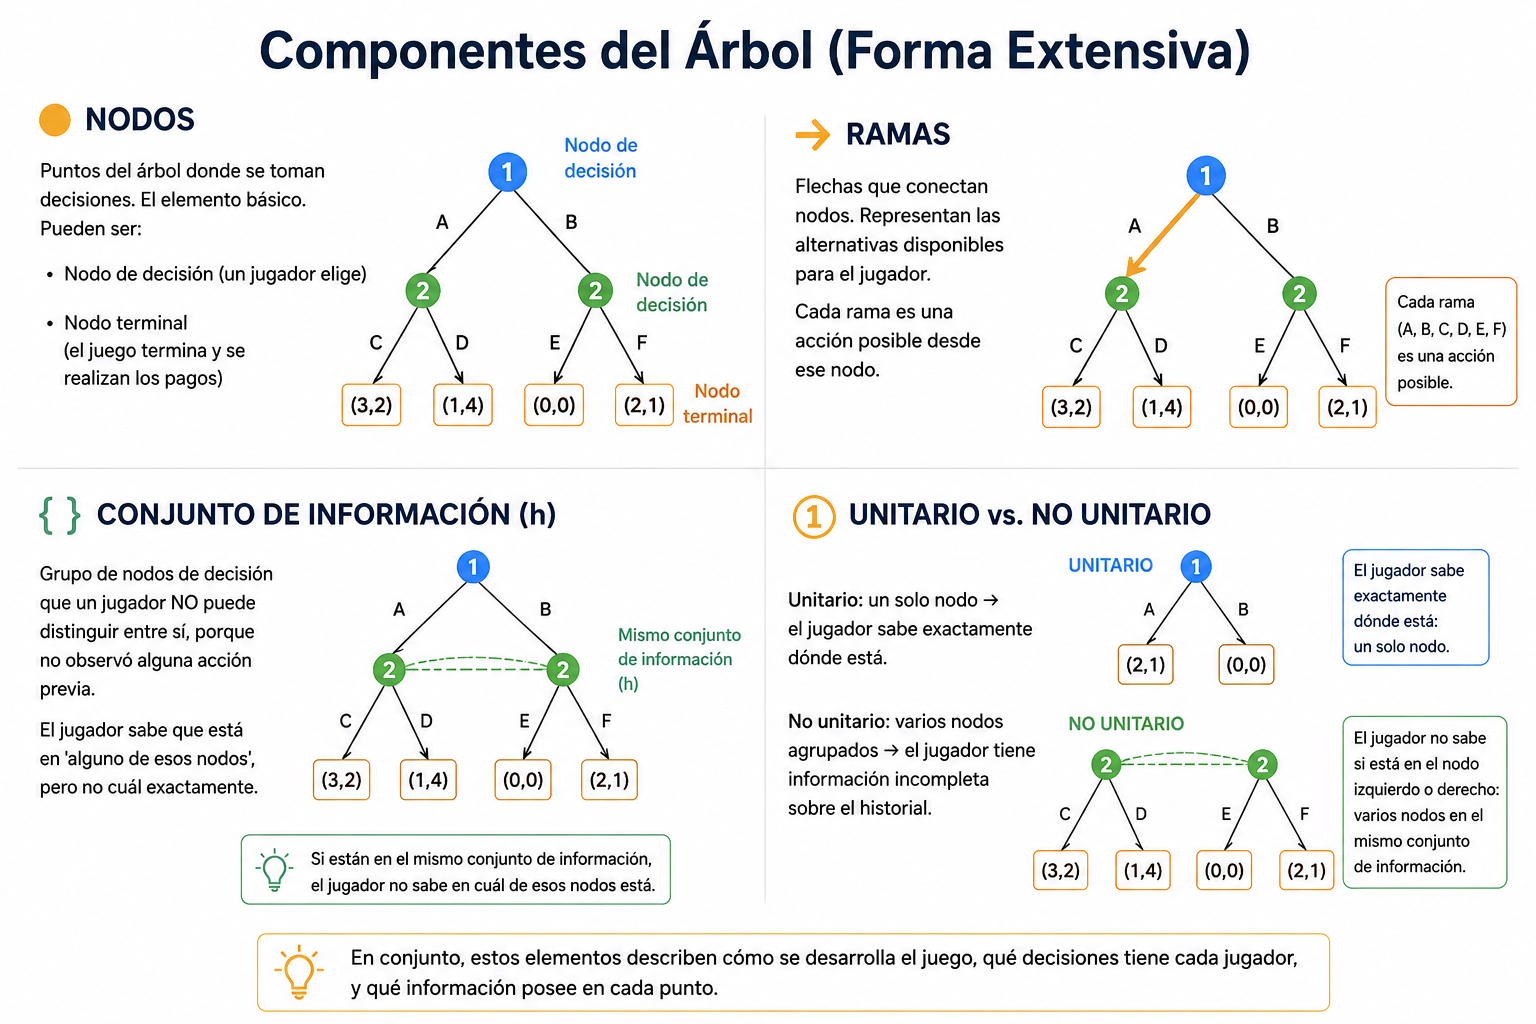 Componentes del Árbol (Forma Extensiva)
NODOS
Puntos del árbol donde se toman
decisiones. El elemento básico.
Pueden ser:
• Nodo de decisión (un jugador elige)
• Nodo terminal
(el juego termina y se
realizan los pagos)
1
Nodo de
decisión
A
B
2
2
Nodo de
decisión
C
D
E
F
(3,2)
(1,4)
(0,0)
(2,1)
Nodo
terminal
→ RAMAS
Flechas que conectan
nodos. Representan las
alternativas disponibles
para el jugador.
Cada rama es una
acción posible desde
ese nodo.
1
A
B
2
2
C
D
E
F
(3,2)
(1,4)
(0,0)
(2,1)
Cada rama
(A, B, C, D, E, F)
es una acción
posible.
{ } CONJUNTO DE INFORMACIÓN (h)
Grupo de nodos de decisión
que un jugador NO puede
distinguir entre sí, porque
no observó alguna acción
previa.
El jugador sabe que está
en 'alguno de esos nodos',
pero no cuál exactamente.
1
A
B
2
2
Mismo conjunto
de información
(h)
C
D
E
F
(3,2)
(1,4)
(0,0)
(2,1)
Si están en el mismo conjunto de información,
el jugador no sabe en cuál de esos nodos está.
1 UNITARIO vs. NO UNITARIO
Unitario: un solo nodo →
el jugador sabe exactamente
dónde está.
UNITARIO
1
A
B
(2,1)
(0,0)
El jugador sabe
exactamente
dónde está:
un solo nodo.
No unitario: varios nodos
agrupados → el jugador tiene
información incompleta
sobre el historial.
NO UNITARIO
2
2
C
D
E
F
(3,2)
(1,4)
(0,0)
(2,1)
El jugador no sabe
si está en el nodo
izquierdo o derecho:
varios nodos en el
mismo conjunto
de información.
En conjunto, estos elementos describen cómo se desarrolla el juego, qué decisiones tiene cada jugador,
y qué información posee en cada punto.